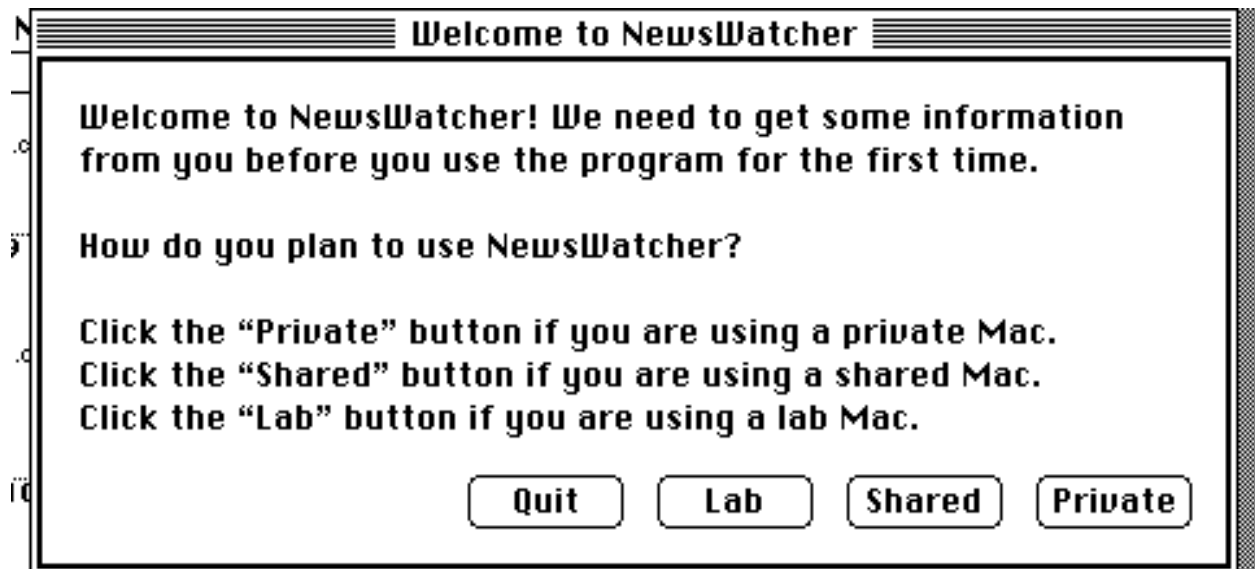 Welcome to NewsWatcher
Welcome to NewsWatcher! We need to get some information
from you before you use the program for the first time.
How do you plan to use NewsWatcher?
Click the “Private” button if you are using a private Mac.
Click the “Shared” button if you are using a shared Mac.
Click the “Lab” button if you are using a lab Mac.
Quit Lab Shared Private